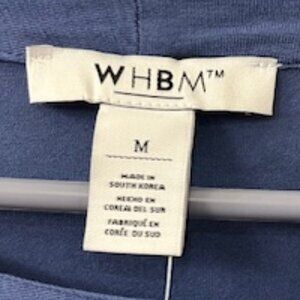 WHBM™
M
MADE IN
SOUTH KOREA
HECHO EN
COREA DEL SUR
FABRIQUÉ EN
CORÉE DU SUD